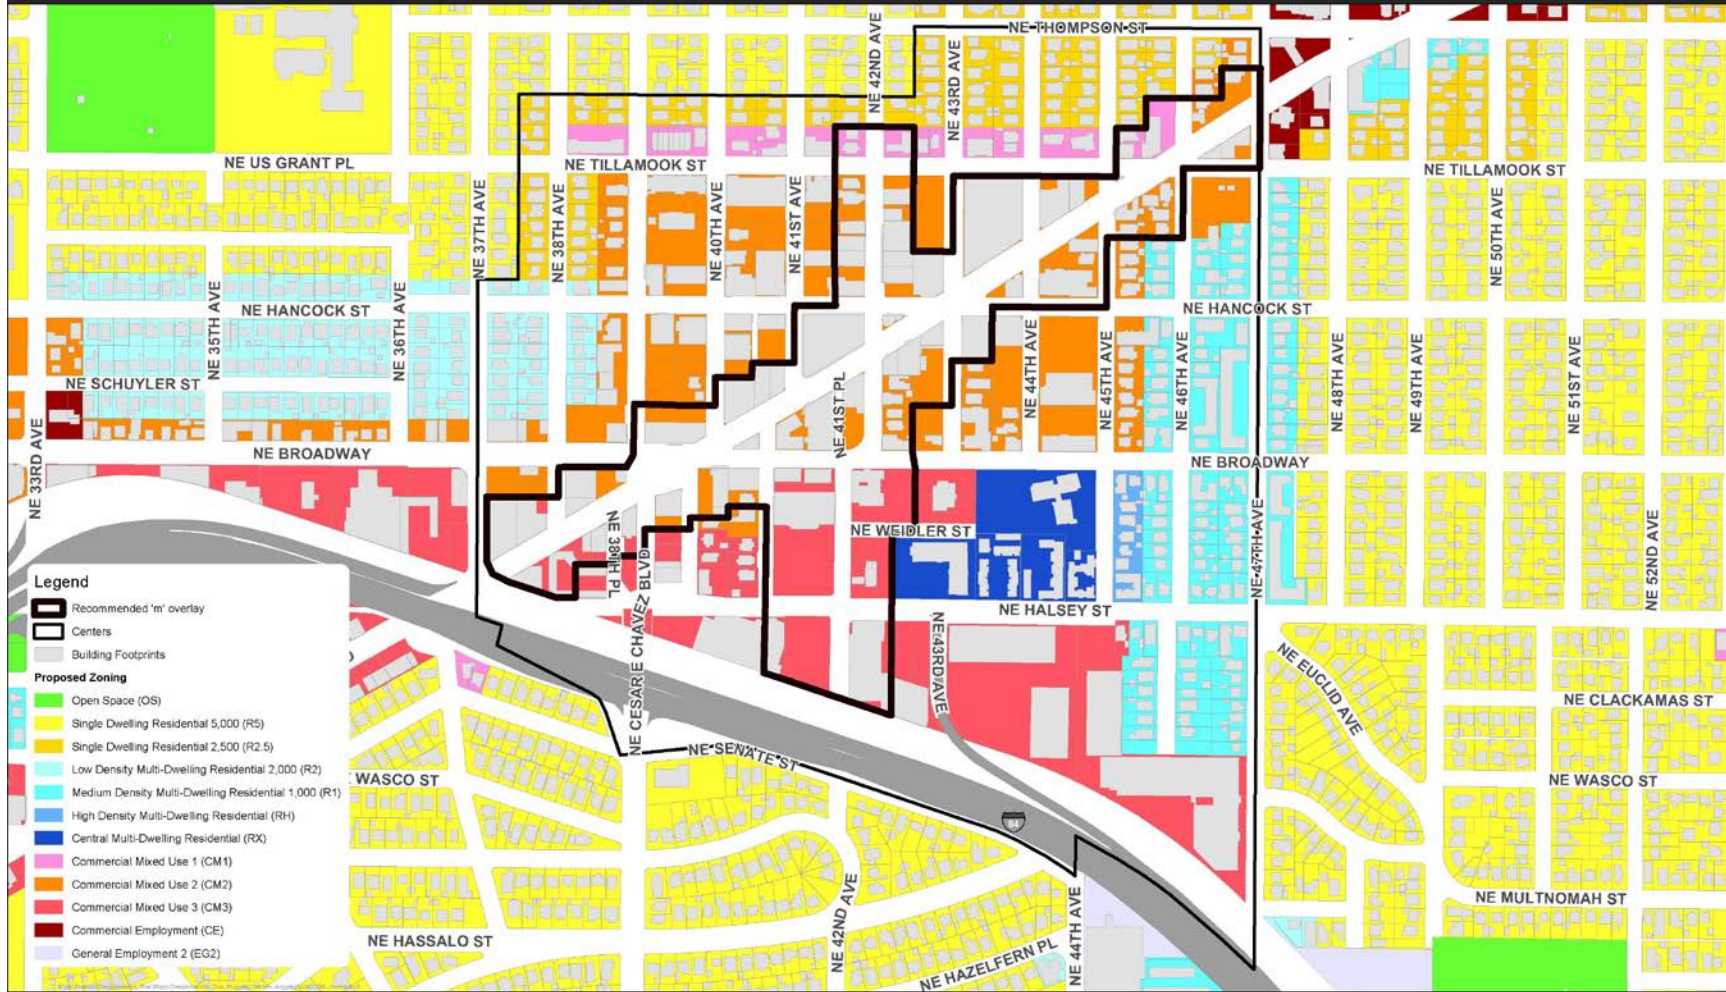 NE THOMPSON ST
NE 42ND AVE
NE 43RD AVE
NE US GRANT PL
NE TILLAMOOK ST
NE TILLAMOOK ST
NE 37TH AVE
NE 38TH AVE
NE 40TH AVE
NE 41ST AVE
NE 50TH AVE
NE HANCOCK ST
NE HANCOCK ST
NE 35TH AVE
NE 36TH AVE
NE SCHUYLER ST
NE 33RD AVE
NE 41ST PL
NE 44TH AVE
NE 45TH AVE
NE 46TH AVE
NE 48TH AVE
NE 49TH AVE
NE 51ST AVE
NE BROADWAY
NE BROADWAY
NE WEIDLER ST
NE 38TH PL
NE CESAR E CHAVEZ BLVD
NE 47TH AVE
NE 52ND AVE
NE HALSEY ST
NE 43RD AVE
NE EUCLID AVE
NE CLACKAMAS ST
NE SENATE ST
E WASCO ST
NE WASCO ST
84
NE MULTNOMAH ST
NE 42ND AVE
NE 44TH AVE
NE HASSALO ST
NE HAZELFERN PL
Legend
Recommended 'm' overlay
Centers
Building Footprints
Proposed Zoning
Open Space (OS)
Single Dwelling Residential 5,000 (R5)
Single Dwelling Residential 2,500 (R2.5)
Low Density Multi-Dwelling Residential 2,000 (R2)
Medium Density Multi-Dwelling Residential 1,000 (R1)
High Density Multi-Dwelling Residential (RH)
Central Multi-Dwelling Residential (RX)
Commercial Mixed Use 1 (CM1)
Commercial Mixed Use 2 (CM2)
Commercial Mixed Use 3 (CM3)
Commercial Employment (CE)
General Employment 2 (EG2)